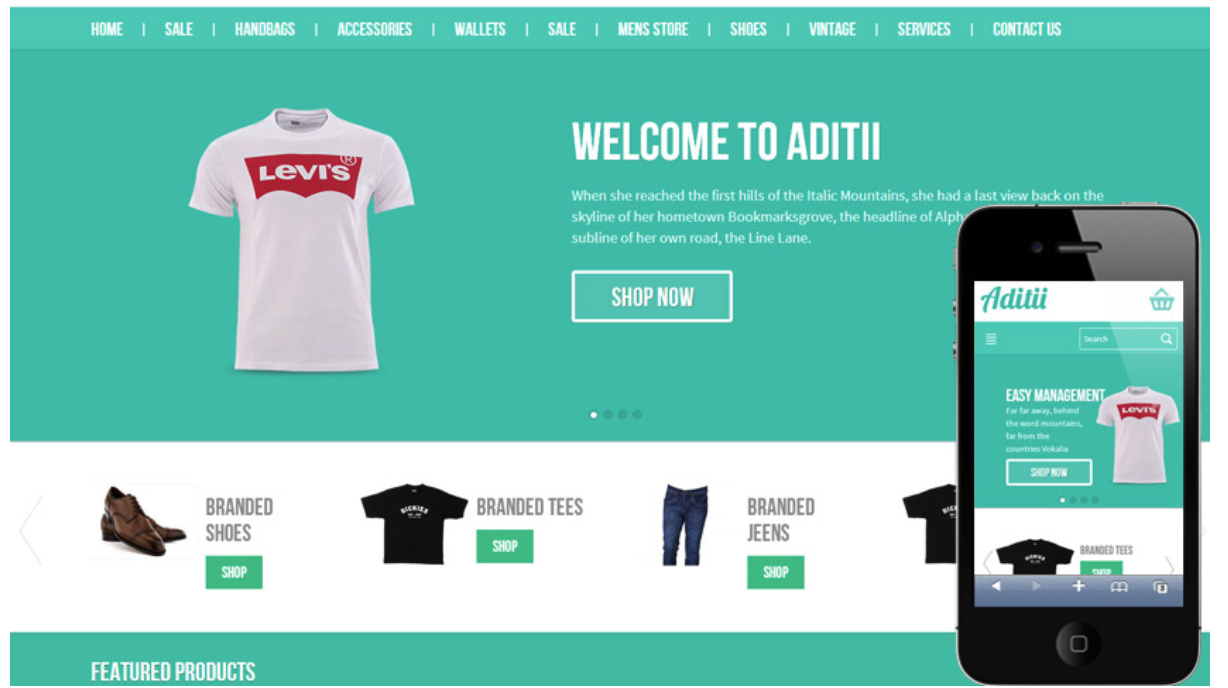 HOME | SALE | HANDBAGS | ACCESSORIES | WALLETS | SALE | MENS STORE | SHOES | VINTAGE | SERVICES | CONTACT US
LEVI'S ®
WELCOME TO ADITII
When she reached the first hills of the Italic Mountains, she had a last view back on the
skyline of her hometown Bookmarksgrove, the headline of Alph
subline of her own road, the Line Lane.
SHOP NOW
BRANDED
SHOES
SHOP
DICKIES
BRANDED TEES
SHOP
BRANDED
JEENS
SHOP
FEATURED PRODUCTS
Aditii
Search
EASY MANAGEMENT
Far far away, behind
the word mountains,
far from the
countries Vokalia
SHOP NOW
LEVI'S
BRANDED TEES
SHOP
3